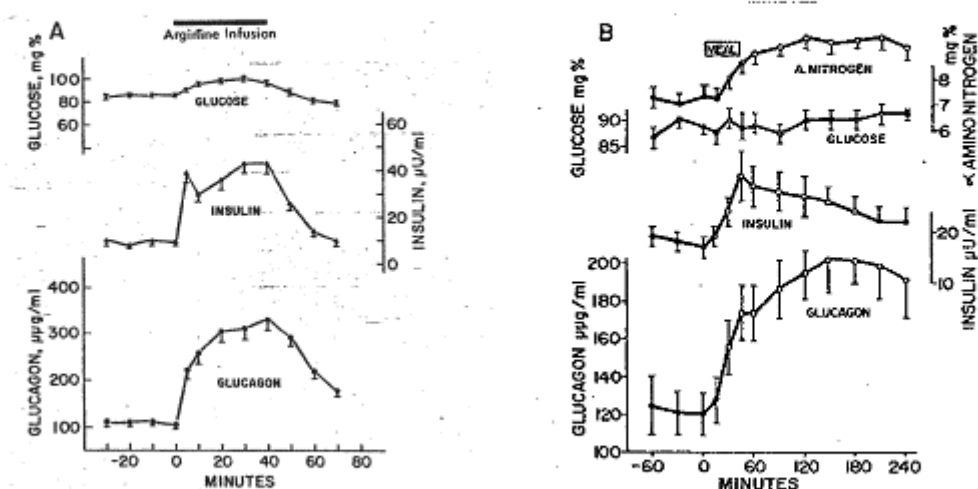 A
Arginine Infusion
GLUCOSE, mg %
100
80
60
GLUCOSE
60
40
20
0
INSULIN, μU/ml
INSULIN
GLUCAGON, μμg/ml
400
300
200
100
GLUCAGON
-20 0 20 40 60 80
MINUTES
B
MEAL
A.NITROGEN
GLUCOSE mg %
90
85
GLUCOSE
8
7
6
∝ AMINO NITROGEN
mg %
INSULIN
20
10
INSULIN μU/ml
GLUCAGON μμg/ml
200
180
160
140
120
100
GLUCAGON
-60 0 60 120 180 240
MINUTES